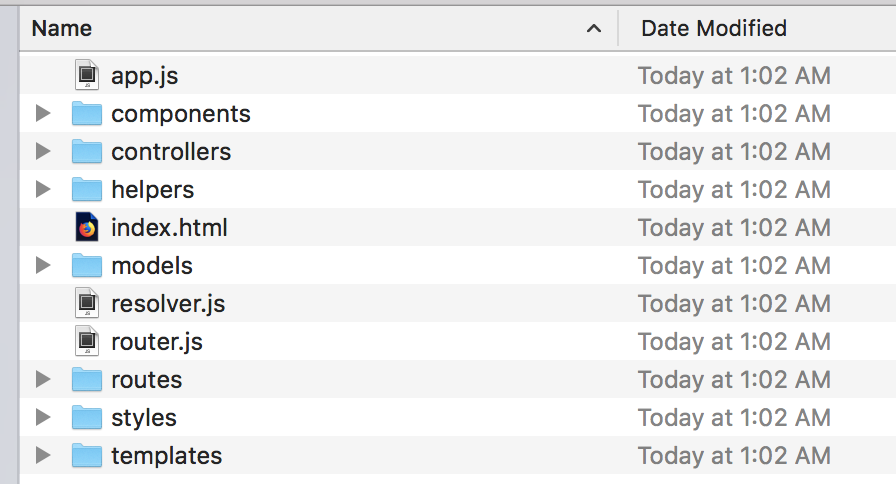 Name Date Modified
app.js Today at 1:02 AM
components Today at 1:02 AM
controllers Today at 1:02 AM
helpers Today at 1:02 AM
index.html Today at 1:02 AM
models Today at 1:02 AM
resolver.js Today at 1:02 AM
router.js Today at 1:02 AM
routes Today at 1:02 AM
styles Today at 1:02 AM
templates Today at 1:02 AM